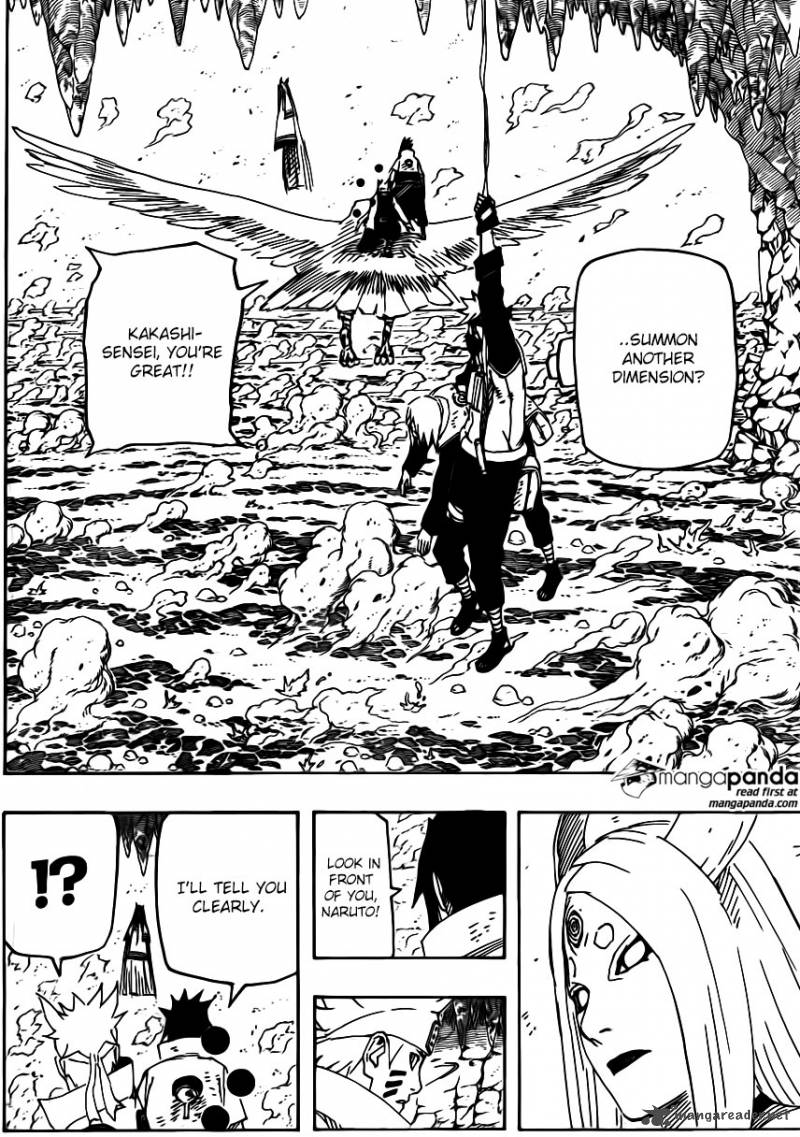 ..SUMMON
ANOTHER
DIMENSION?
KAKASHI-
SENSEI, YOU'RE
GREAT!!
mangapanda
read first at
mangapanda.com
LOOK IN
FRONT
OF YOU,
NARUTO!
I'LL TELL YOU
CLEARLY.
!?
mangareader.net